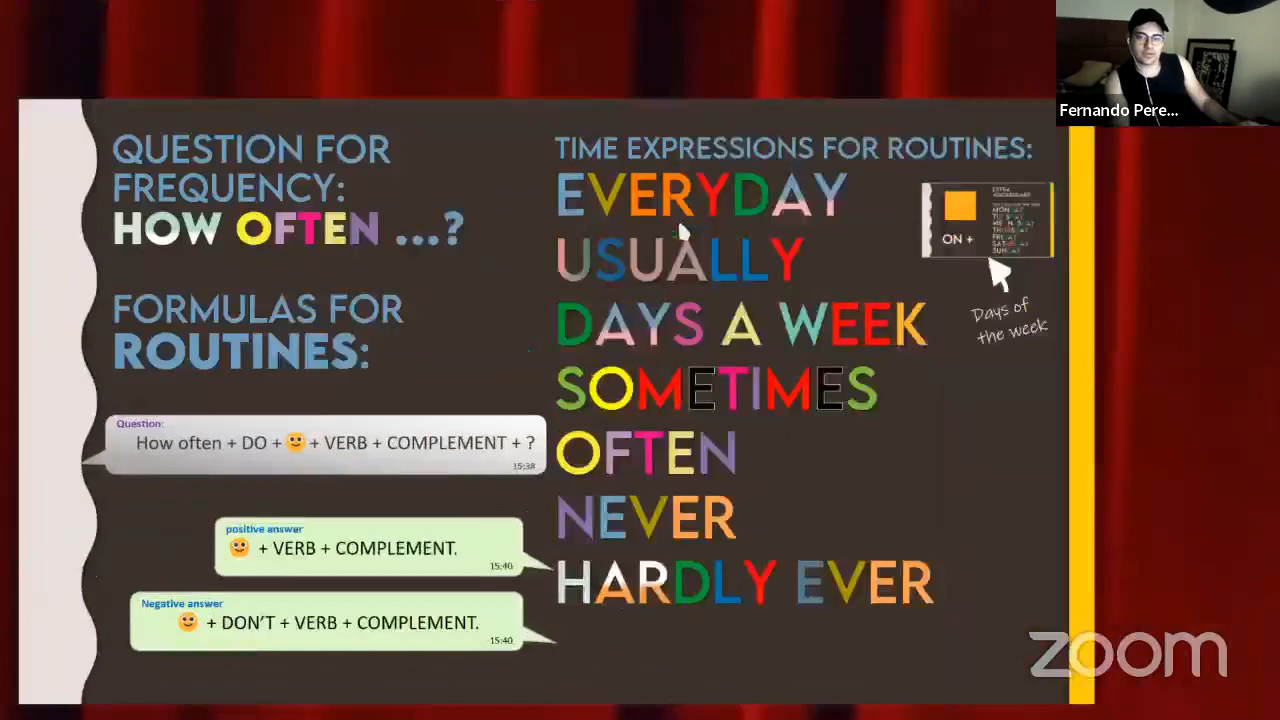 Fernando Pere...
QUESTION FOR
FREQUENCY:
HOW OFTEN ...?
FORMULAS FOR
ROUTINES:
Question:
How often + DO + 🙂 + VERB + COMPLEMENT + ?
15:38
positive answer
🙂 + VERB + COMPLEMENT.
15:40
Negative answer
🙂 + DON'T + VERB + COMPLEMENT.
15:40
TIME EXPRESSIONS FOR ROUTINES:
EVERYDAY
USUALLY
DAYS A WEEK
SOMETIMES
OFTEN
NEVER
HARDLY EVER
ON +
Days of
the week
zoom